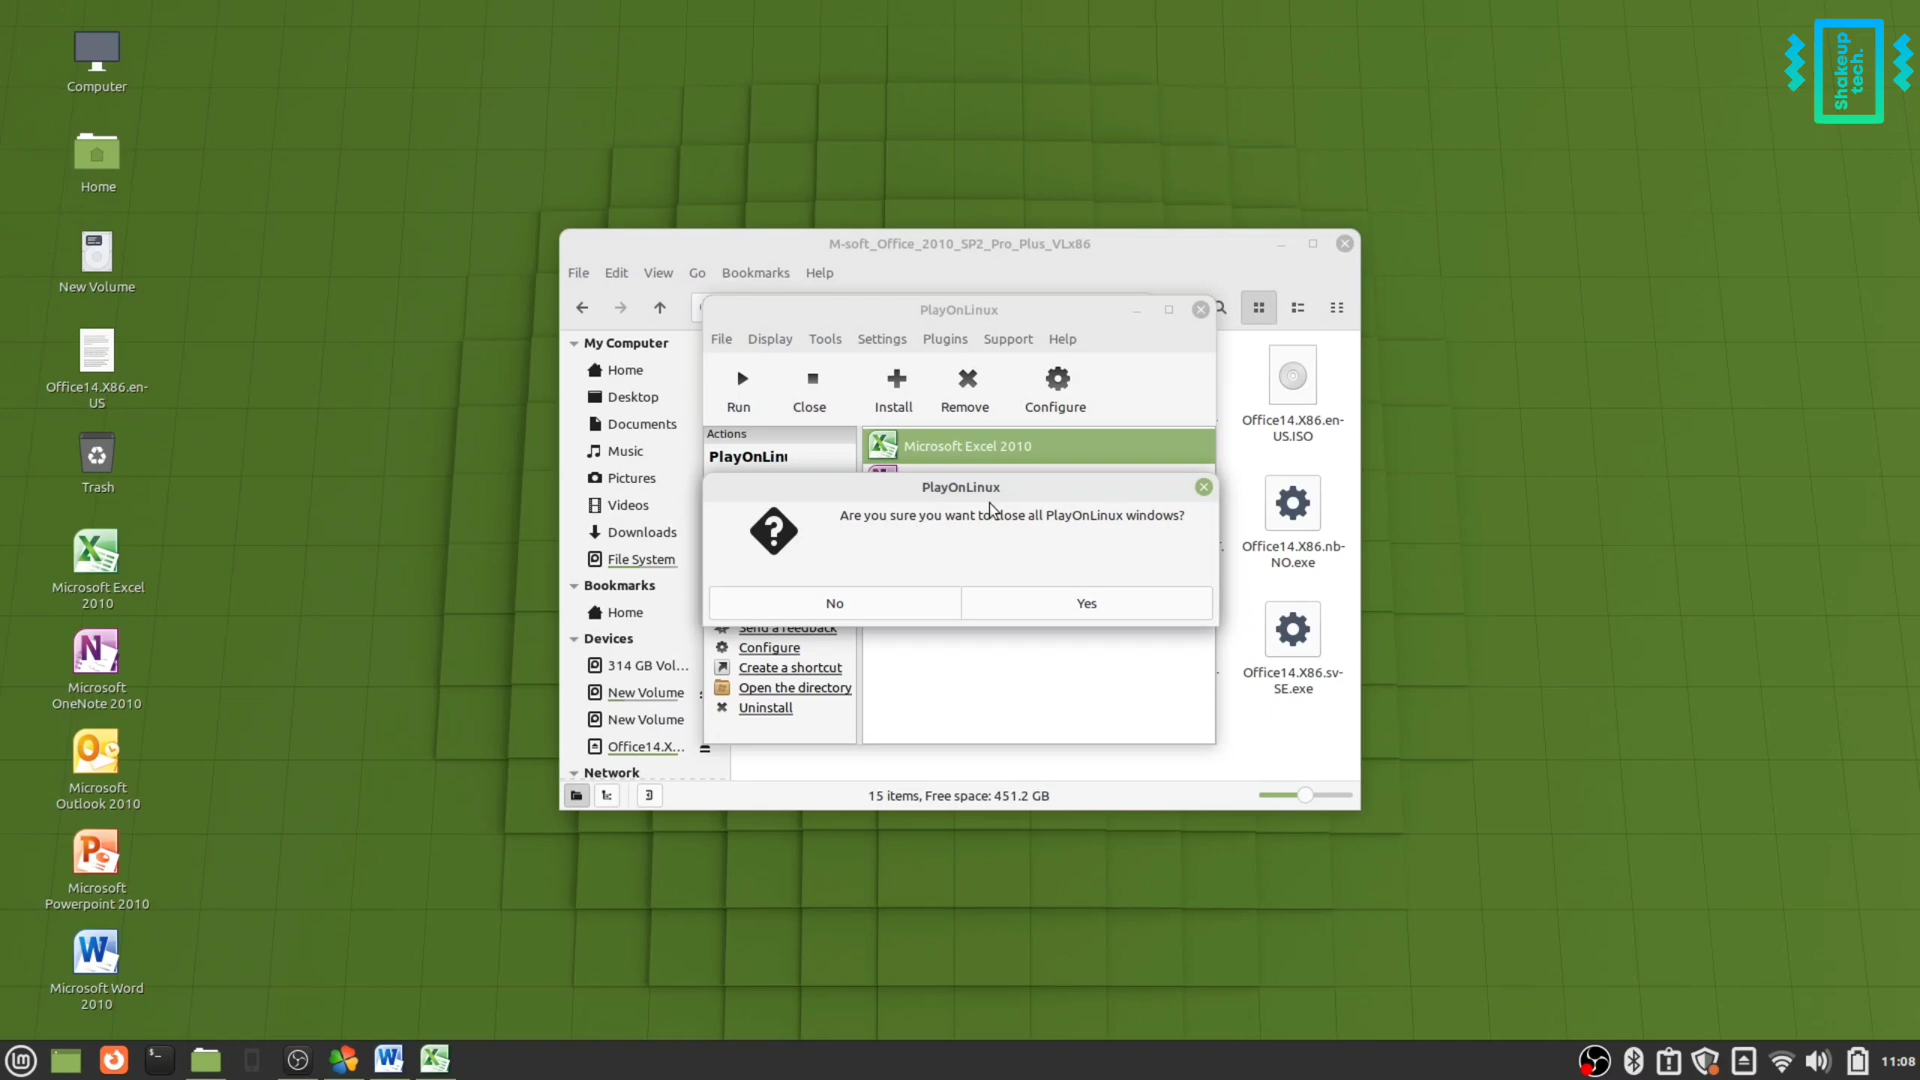 Computer
Home
New Volume
Office14.X86.en-
US
Trash
Microsoft Excel
2010
Microsoft
OneNote 2010
Microsoft
Outlook 2010
Microsoft
Powerpoint 2010
Microsoft Word
2010
Shakeup
tech.
M-soft_Office_2010_SP2_Pro_Plus_VLx86
File Edit View Go Bookmarks Help
My Computer
Home
Desktop
Documents
Music
Pictures
Videos
Downloads
File System
Bookmarks
Home
Devices
314 GB Vol...
New Volume
New Volume
Office14.X...
Network
15 items, Free space: 451.2 GB
Office14.X86.en-
US.ISO
Office14.X86.nb-
NO.exe
Office14.X86.sv-
SE.exe
PlayOnLinux
File Display Tools Settings Plugins Support Help
Run Close Install Remove Configure
Actions
PlayOnLinu
Microsoft Excel 2010
PlayOnLinux
Are you sure you want to close all PlayOnLinux windows?
No Yes
Send a feedback
Configure
Create a shortcut
Open the directory
Uninstall
11:08